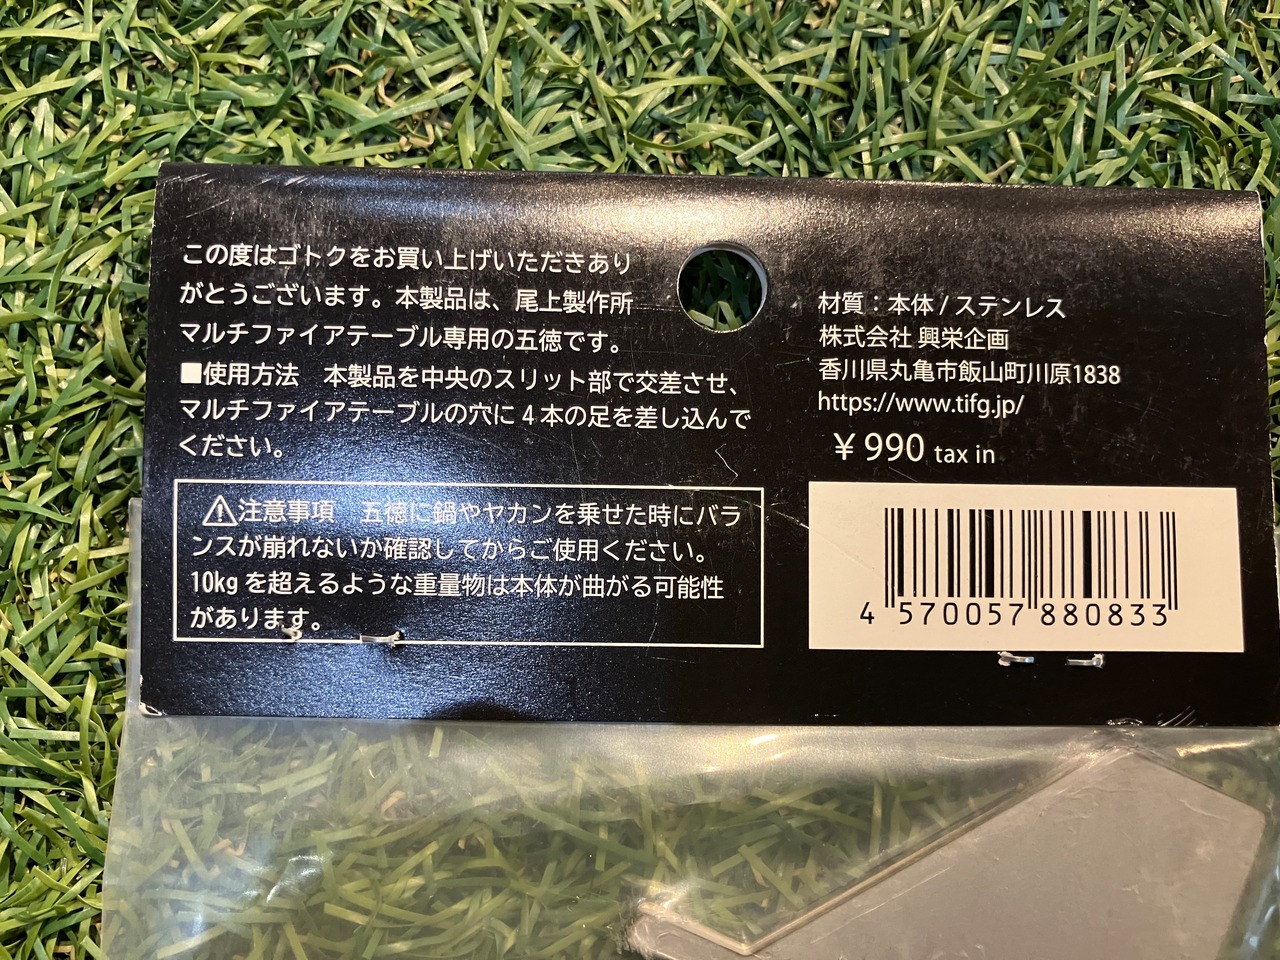 この度はゴトクをお買い上げいただきあり
がとうございます。本製品は、尾上製作所
マルチファイアテーブル専用の五徳です。
■使用方法　本製品を中央のスリット部で交差させ、
マルチファイアテーブルの穴に４本の足を差し込んで
ください。
⚠注意事項　五徳に鍋ややカンを乗せた時にバラ
ンスが崩れないか確認してからご使用ください。
10kg を超えるような重量物は本体が曲がる可能性
があります。
材質：本体 / ステンレス
株式会社 興栄企画
香川県丸亀市飯山町川原1838
https://www.tifg.jp/
￥990 tax in
4 570057 880833